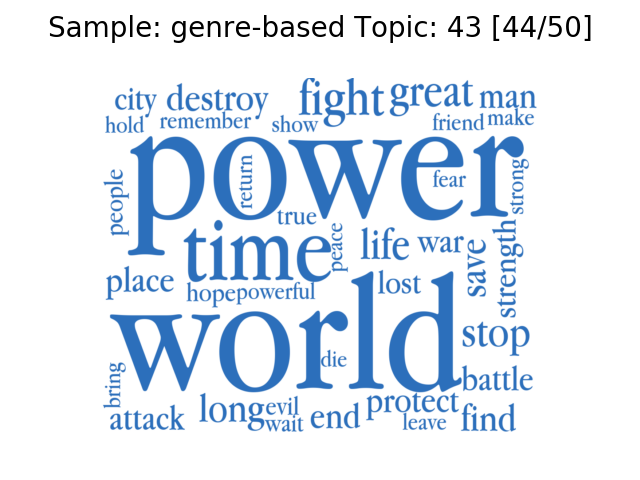 Sample: genre-based Topic: 43 [44/50]
city destroy fight great man
hold remember show friend make
power
people return fear strong
true
time peace life war save strength
place hope powerful lost
world
stop
die
bring battle
attack long evil wait end protect leave find